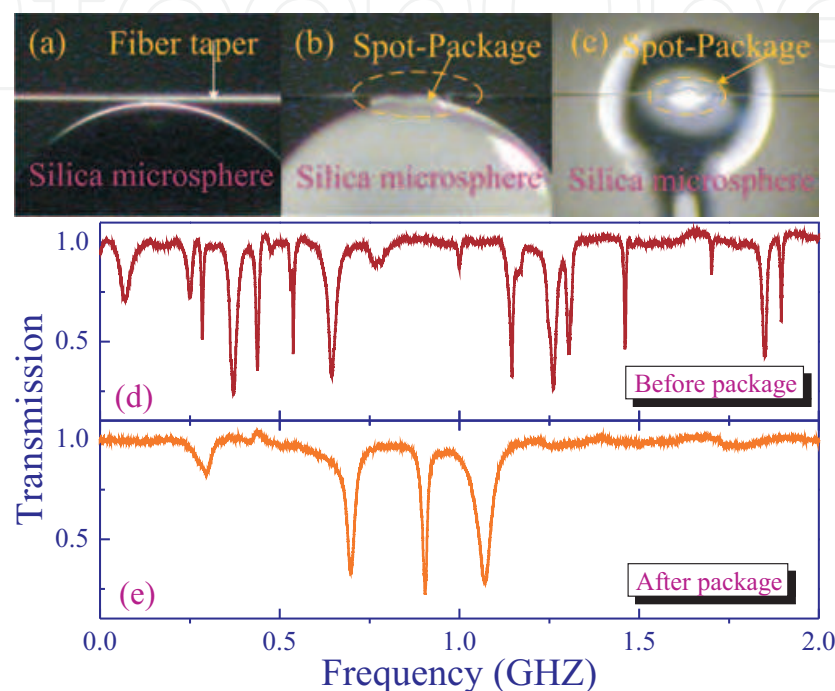 (a) Fiber taper
(b) Spot-Package
(c) Spot-Package
Silica microsphere
Silica microsphere
Silica microsphere
Transmission
1.0
0.5
(d)
Before package
1.0
0.5
(e)
After package
0.0 0.5 1.0 1.5 2.0
Frequency (GHZ)